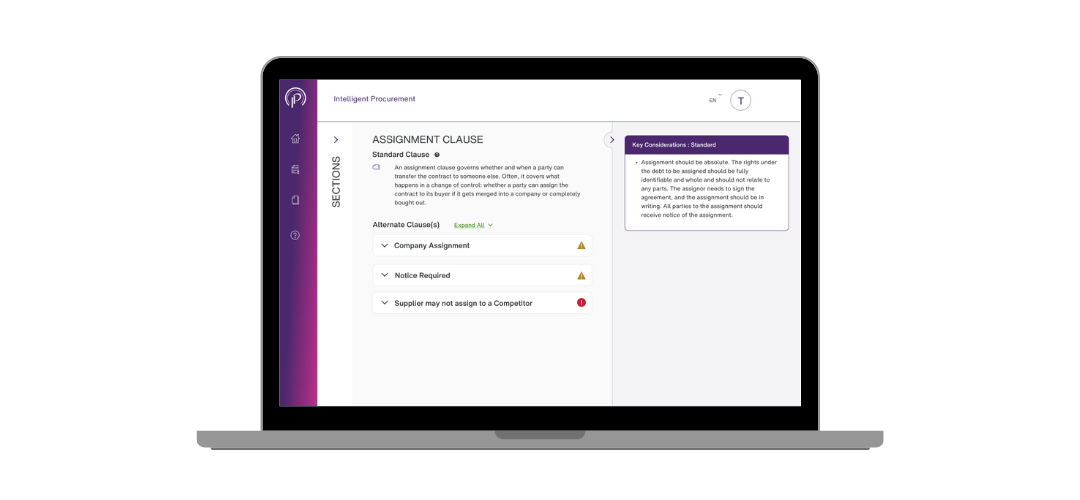 Intelligent Procurement
EN
T
SECTIONS
ASSIGNMENT CLAUSE
Standard Clause ?
An assignment clause governs whether and when a party can
transfer the contract to someone else. Often, it covers what
happens in a change of control: whether a party can assign the
contract to its buyer if it gets merged into a company or completely
bought out.
Alternate Clause(s) Expand All
Company Assignment
Notice Required
Supplier may not assign to a Competitor
Key Considerations : Standard
• Assignment should be absolute. The rights under
the debt to be assigned should be fully
identifiable and whole and should not relate to
any parts. The assignor needs to sign the
agreement, and the assignment should be in
writing. All parties to the assignment should
receive notice of the assignment.